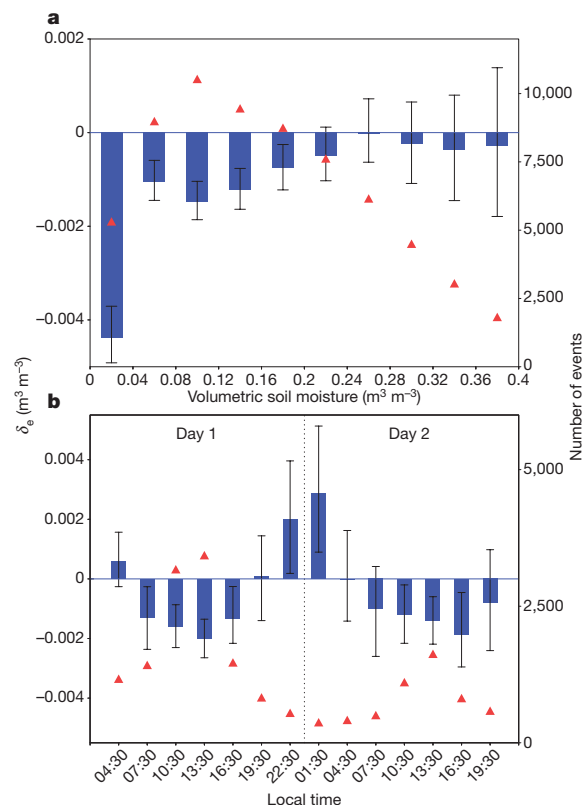 a
0.002
0
−0.002
−0.004
10,000
7,500
5,000
2,500
0
0 0.04 0.08 0.12 0.16 0.20 0.24 0.28 0.32 0.36 0.4
Volumetric soil moisture (m³ m⁻³)
δe (m³ m⁻³)
Number of events
b
Day 1 Day 2
0.004
0.002
0
−0.002
−0.004
5,000
2,500
0
04:30 07:30 10:30 13:30 16:30 19:30 22:30 01:30 04:30 07:30 10:30 13:30 16:30 19:30
Local time